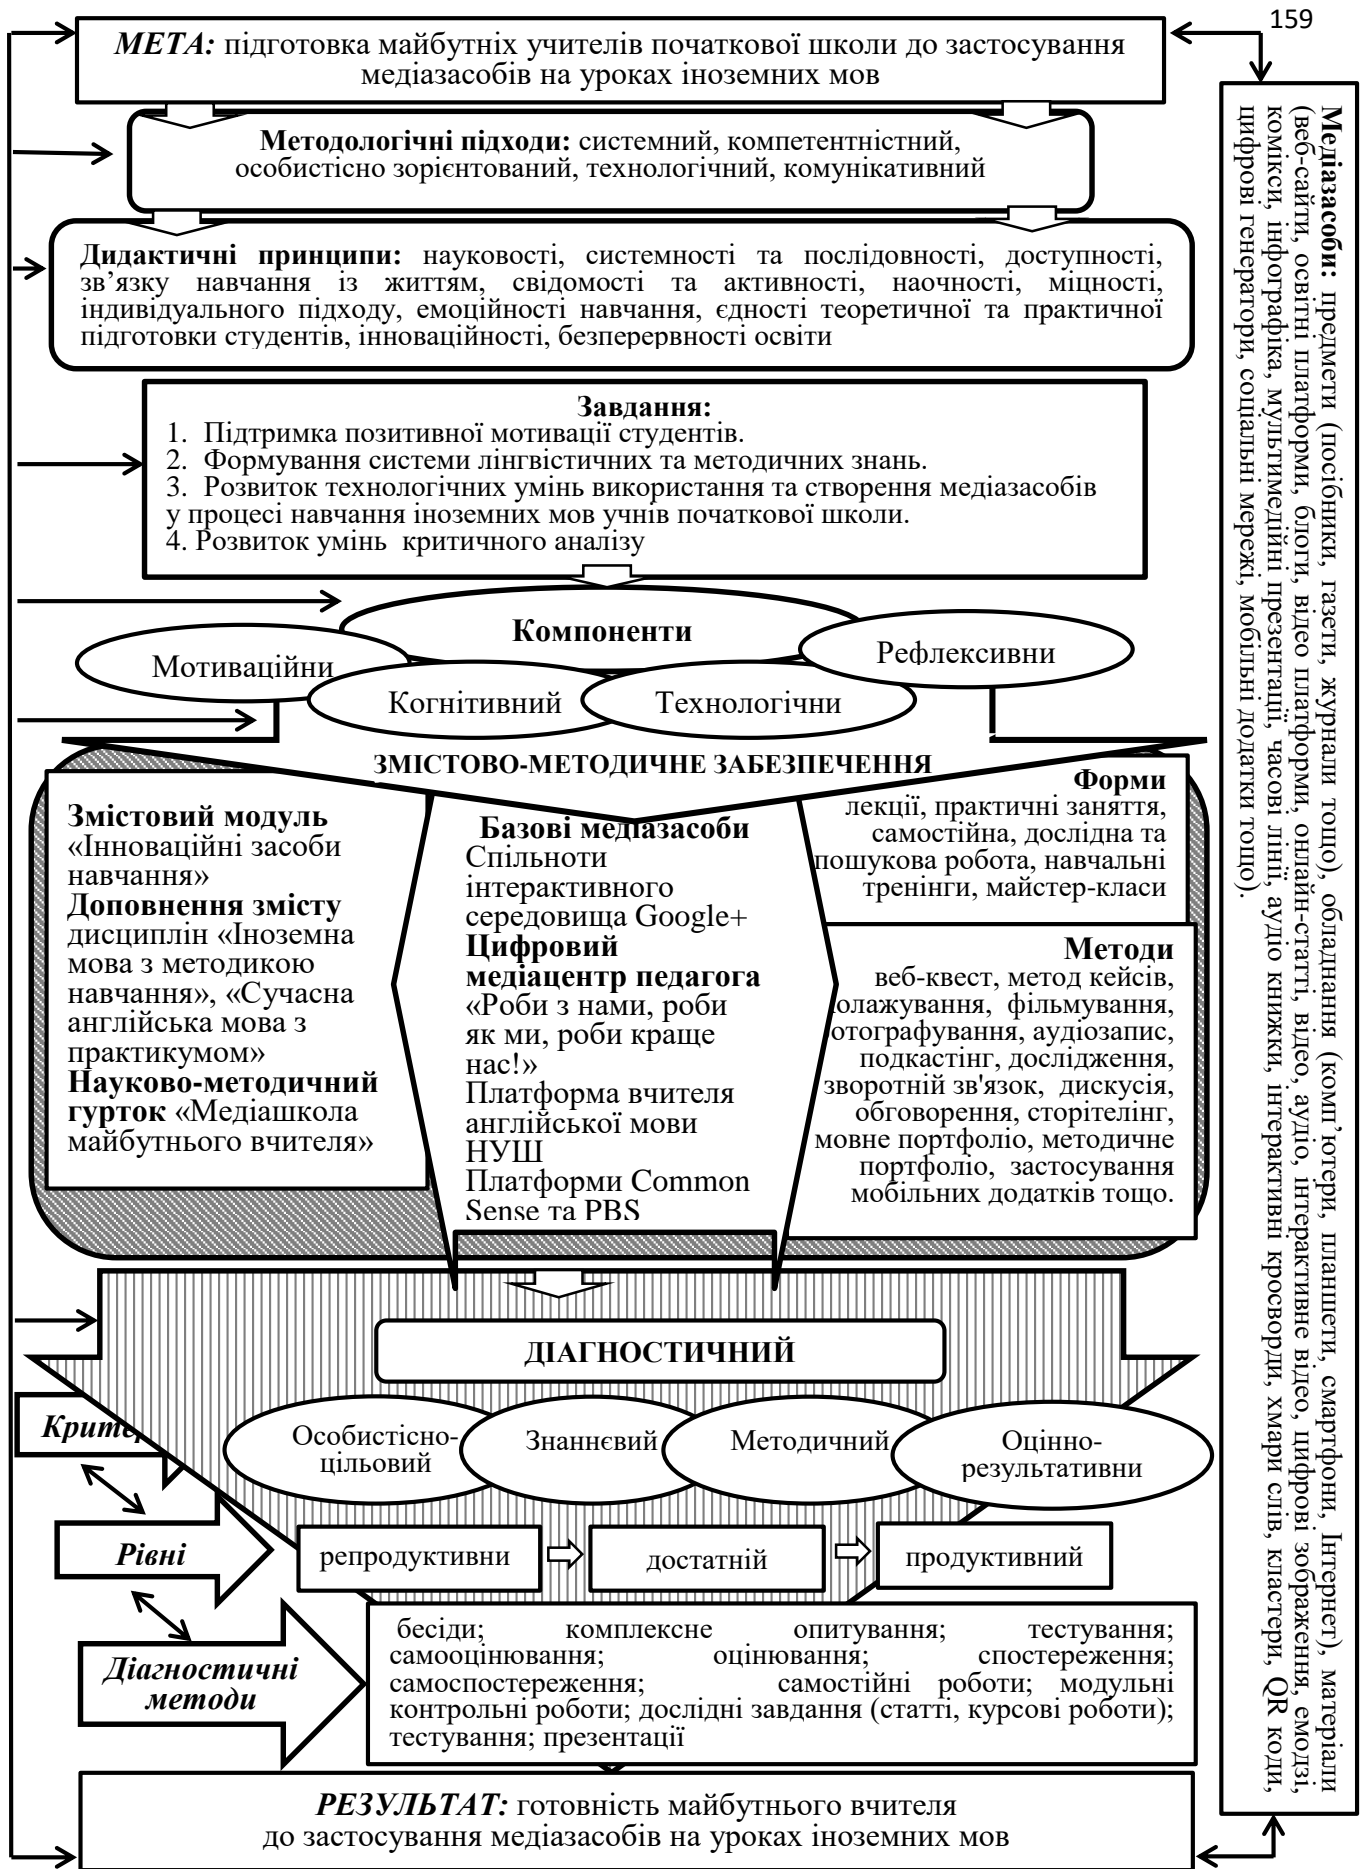 159
МЕТА: підготовка майбутніх учителів початкової школи до застосування
медіазасобів на уроках іноземних мов
Методологічні підходи: системний, компетентністний,
особистісно зорієнтований, технологічний, комунікативний
Дидактичні принципи: науковості, системності та послідовності, доступності,
зв’язку навчання із життям, свідомості та активності, наочності, міцності,
індивідуального підходу, емоційності навчання, єдності теоретичної та практичної
підготовки студентів, інноваційності, безперервності освіти
Завдання:
1. Підтримка позитивної мотивації студентів.
2. Формування системи лінгвістичних та методичних знань.
3. Розвиток технологічних умінь використання та створення медіазасобів
у процесі навчання іноземних мов учнів початкової школи.
4. Розвиток умінь критичного аналізу
Компоненти
Мотиваційни
Когнітивний
Технологічни
Рефлексивни
ЗМІСТОВО-МЕТОДИЧНЕ ЗАБЕЗПЕЧЕННЯ
Змістовий модуль
«Інноваційні засоби
навчання»
Доповнення змісту
дисциплін «Іноземна
мова з методикою
навчання», «Сучасна
англійська мова з
практикумом»
Науково-методичний
гурток «Медіашкола
майбутнього вчителя»
Базові медіазасоби
Спільноти
інтерактивного
середовища Google+
Цифровий
медіацентр педагога
«Роби з нами, роби
як ми, роби краще
нас!»
Платформа вчителя
англійської мови
НУШ
Платформи Common
Sense та PBS
Форми
лекції, практичні заняття,
самостійна, дослідна та
пошукова робота, навчальні
тренінги, майстер-класи
Методи
веб-квест, метод кейсів,
олажування, фільмування,
отографування, аудіозапис,
подкастінг, дослідження,
зворотній зв'язок, дискусія,
обговорення, сторітелінг,
мовне портфоліо, методичне
портфоліо, застосування
мобільних додатків тощо.
ДІАГНОСТИЧНИЙ
Критер
Особистісно-
цільовий
Знаннєвий
Методичний
Оцінно-
результативни
Рівні
репродуктивни
достатній
продуктивний
Діагностичні
методи
бесіди; комплексне опитування; тестування;
самооцінювання; оцінювання; спостереження;
самоспостереження; самостійні роботи; модульні
контрольні роботи; дослідні завдання (статті, курсові роботи);
тестування; презентації
РЕЗУЛЬТАТ: готовність майбутнього вчителя
до застосування медіазасобів на уроках іноземних мов
Медіазасоби: предмети (посібники, газети, журнали тощо), обладнання (комп’ютери, планшети, смартфони, Інтернет), матеріали
(веб-сайти, освітні платформи, блоги, відео платформи, онлайн-статті, відео, аудіо, інтерактивне відео, цифрові зображення, емодзі,
комікси, інфографіка, мультимедійні презентації, часові лінії, аудіо книжки, інтерактивні кросворди, хмари слів, кластери, QR коди,
цифрові генератори, соціальні мережі, мобільні додатки тощо).